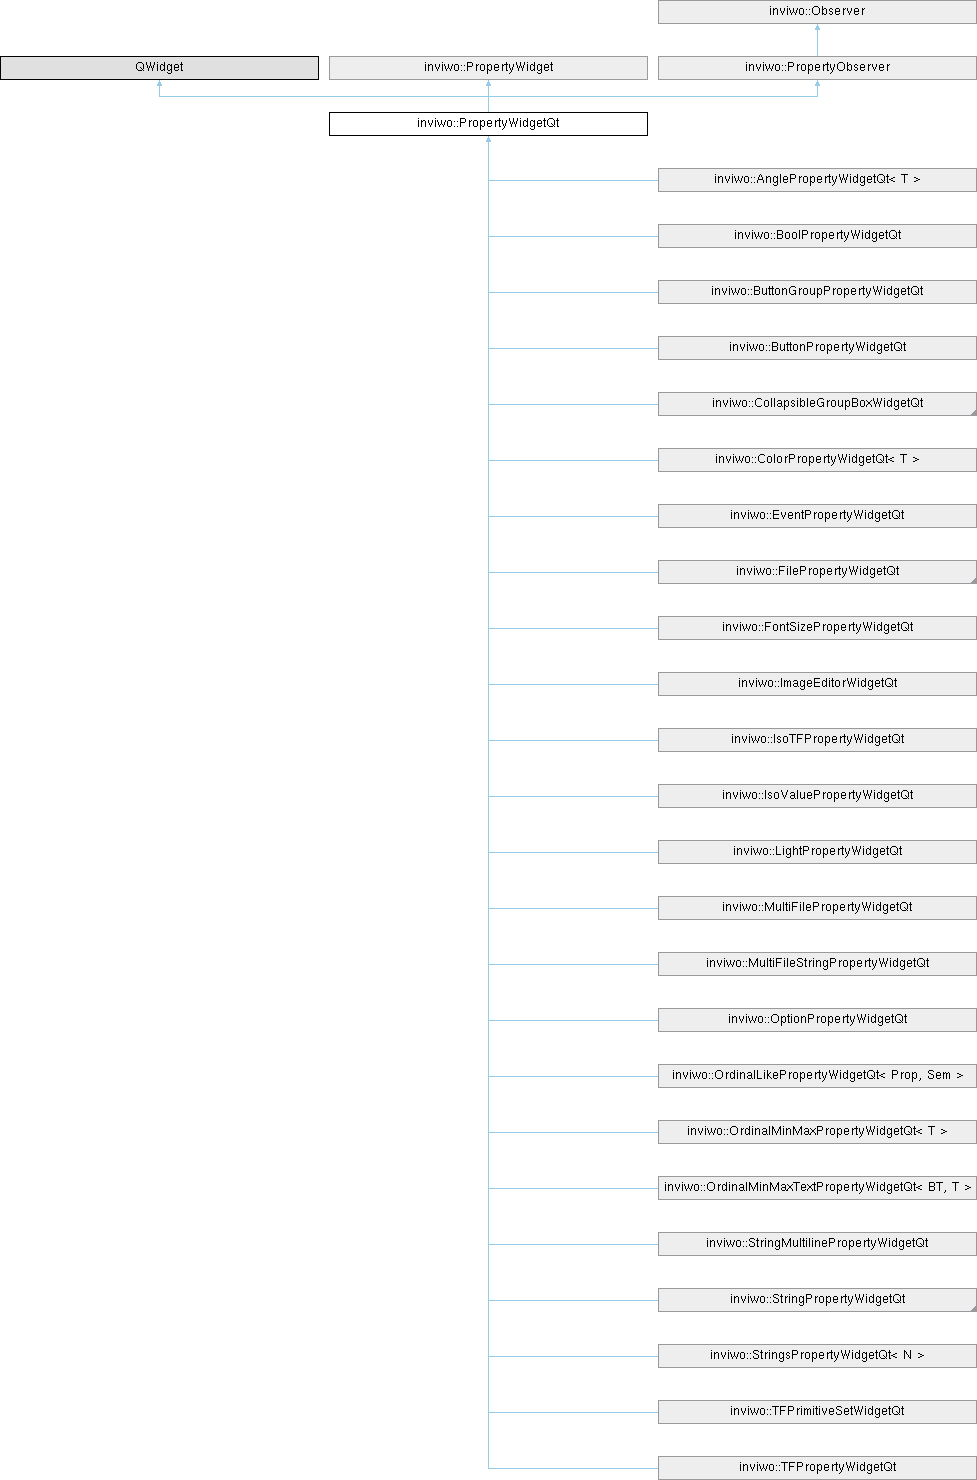 inviwo::Observer
QWidget
inviwo::PropertyWidget
inviwo::PropertyObserver
inviwo::PropertyWidgetQt
inviwo::AnglePropertyWidgetQt< T >
inviwo::BoolPropertyWidgetQt
inviwo::ButtonGroupPropertyWidgetQt
inviwo::ButtonPropertyWidgetQt
inviwo::CollapsibleGroupBoxWidgetQt
inviwo::ColorPropertyWidgetQt< T >
inviwo::EventPropertyWidgetQt
inviwo::FilePropertyWidgetQt
inviwo::FontSizePropertyWidgetQt
inviwo::ImageEditorWidgetQt
inviwo::IsoTFPropertyWidgetQt
inviwo::IsoValuePropertyWidgetQt
inviwo::LightPropertyWidgetQt
inviwo::MultiFilePropertyWidgetQt
inviwo::MultiFileStringPropertyWidgetQt
inviwo::OptionPropertyWidgetQt
inviwo::OrdinalLikePropertyWidgetQt< Prop, Sem >
inviwo::OrdinalMinMaxPropertyWidgetQt< T >
inviwo::OrdinalMinMaxTextPropertyWidgetQt< BT, T >
inviwo::StringMultilinePropertyWidgetQt
inviwo::StringPropertyWidgetQt
inviwo::StringsPropertyWidgetQt< N >
inviwo::TFPrimitiveSetWidgetQt
inviwo::TFPropertyWidgetQt